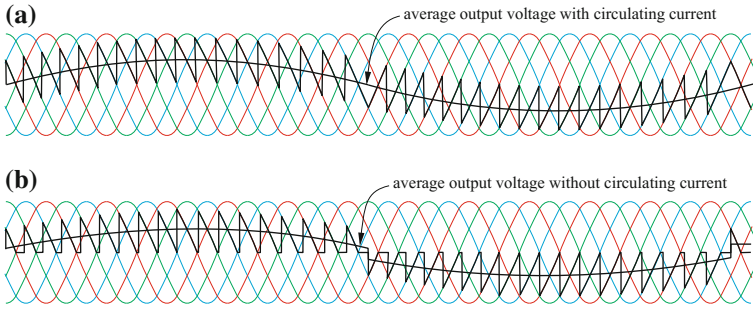 (a)
average output voltage with circulating current
(b)
average output voltage without circulating current